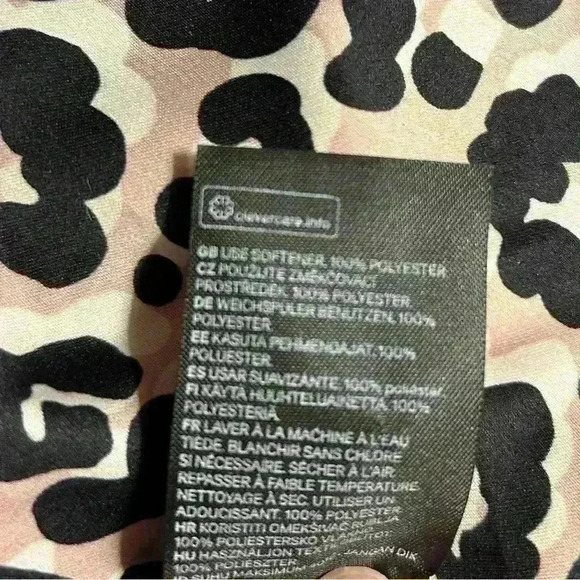 clevercare.info
GB USE SOFTENER, 100% POLYESTER
CZ POUŽIJTE ZMĚKČOVACÍ
PROSTŘEDEK. 100% POLYESTER.
DE WEICHSPÜLER BENUTZEN. 100%
POLYESTER
EE KASUTA PEHMENDAJAT. 100%
POLUESTER.
ES USAR SUAVIZANTE. 100% poliéster.
FI KÄYTÄ HUUHTELUAINETTA, 100%
POLYESTERIÄ
FR LAVER À LA MACHINE À L'EAU
TIÈDE. BLANCHIR SANS CHLORE
SI NÉCESSAIRE. SÉCHER À L'AIR.
REPASSER À FAIBLE TEMPÉRATURE.
NETTOYAGE À SEC. UTILISER UN
ADOUCISSANT. 100% POLYESTER
HR KORISTITI OMEKŠIVAČ RUBLJA
100% POLIESTERSKO
HU HASZNÁLJON
100% POLIÉSZTER